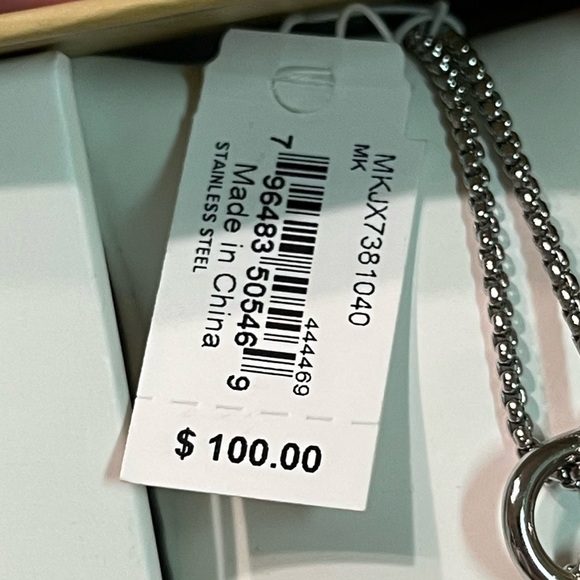 MKJX7381040
MK
444469
7 96483 50546 9
Made in China
STAINLESS STEEL
$ 100.00